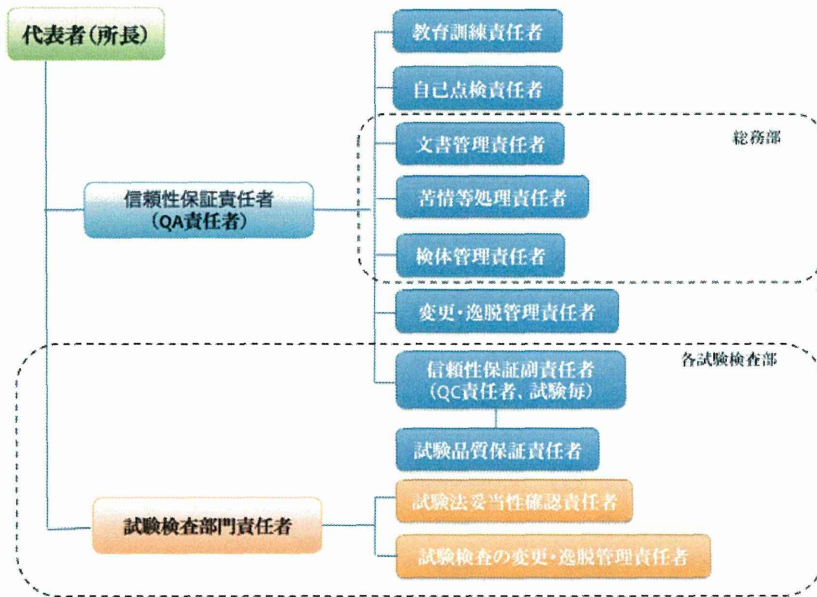 代表者(所長)
教育訓練責任者
自己点検責任者
総務部
文書管理責任者
苦情等処理責任者
検体管理責任者
信頼性保証責任者
(QA責任者)
変更・逸脱管理責任者
各試験検査部
信頼性保証副責任者
(QC責任者、試験毎)
試験品質保証責任者
試験検査部門責任者
試験法妥当性確認責任者
試験検査の変更・逸脱管理責任者